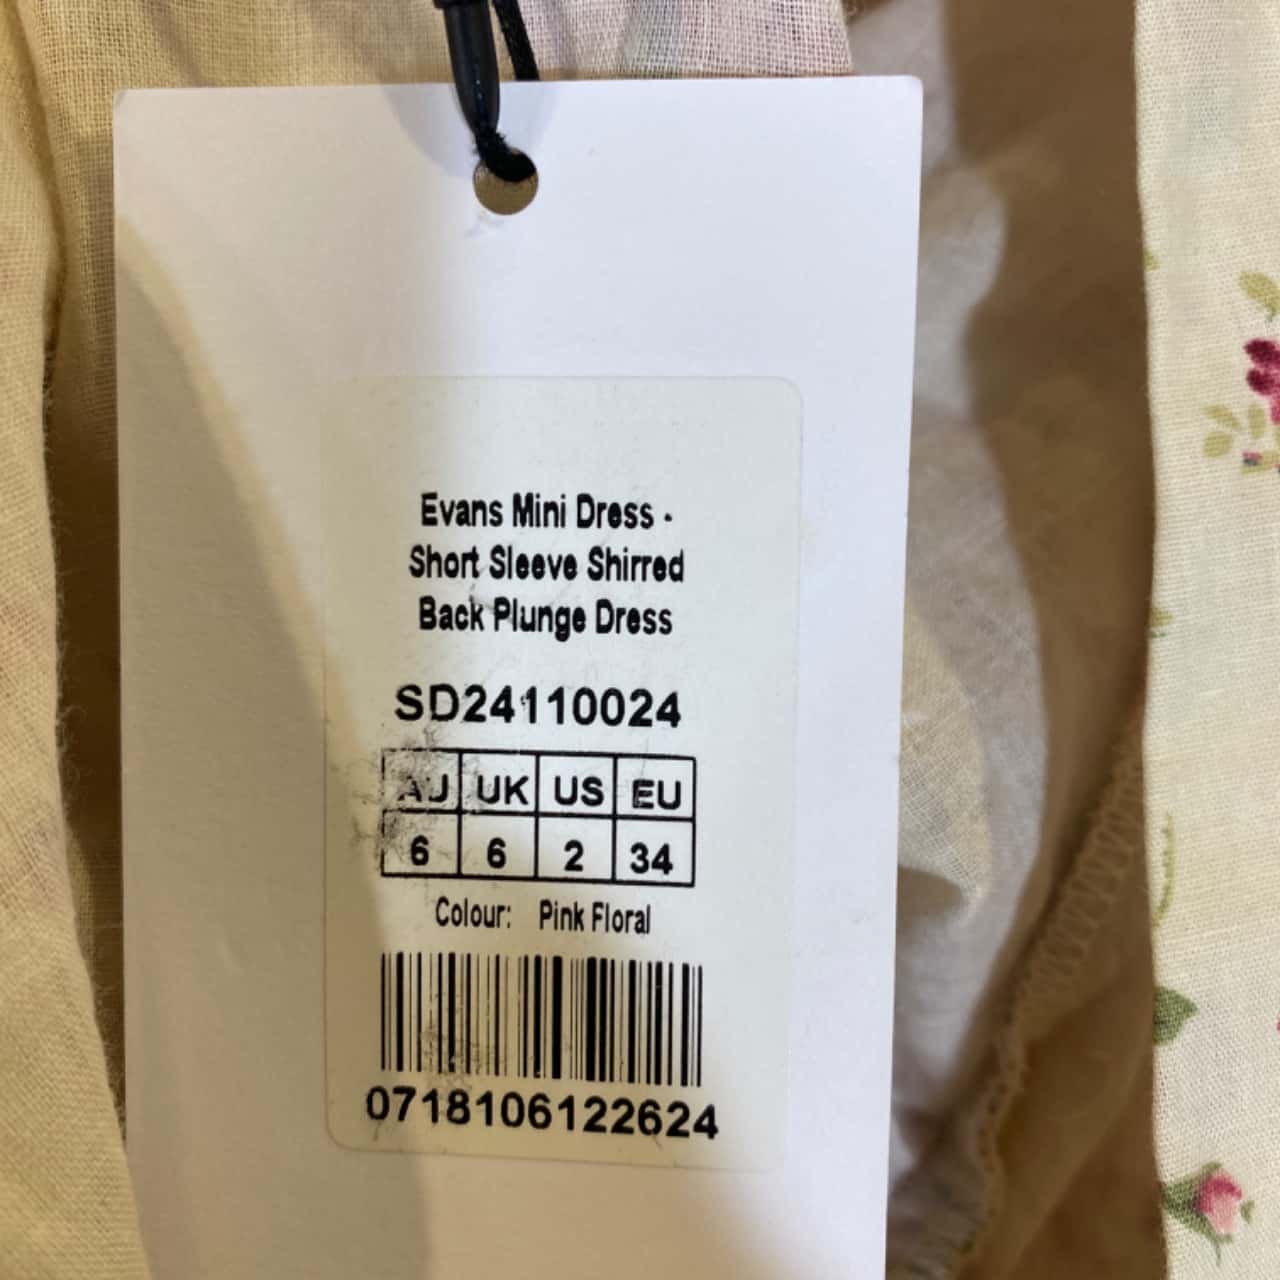 Evans Mini Dress -
Short Sleeve Shirred
Back Plunge Dress
SD24110024
AU UK US EU
6 6 2 34
Colour: Pink Floral
0718106122624